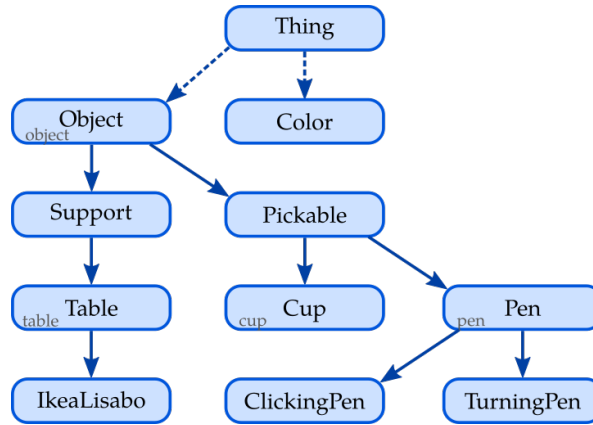 Thing
Object
object
Color
Support
Pickable
Table
table
Cup
cup
Pen
pen
IkeaLisabo
ClickingPen
TurningPen